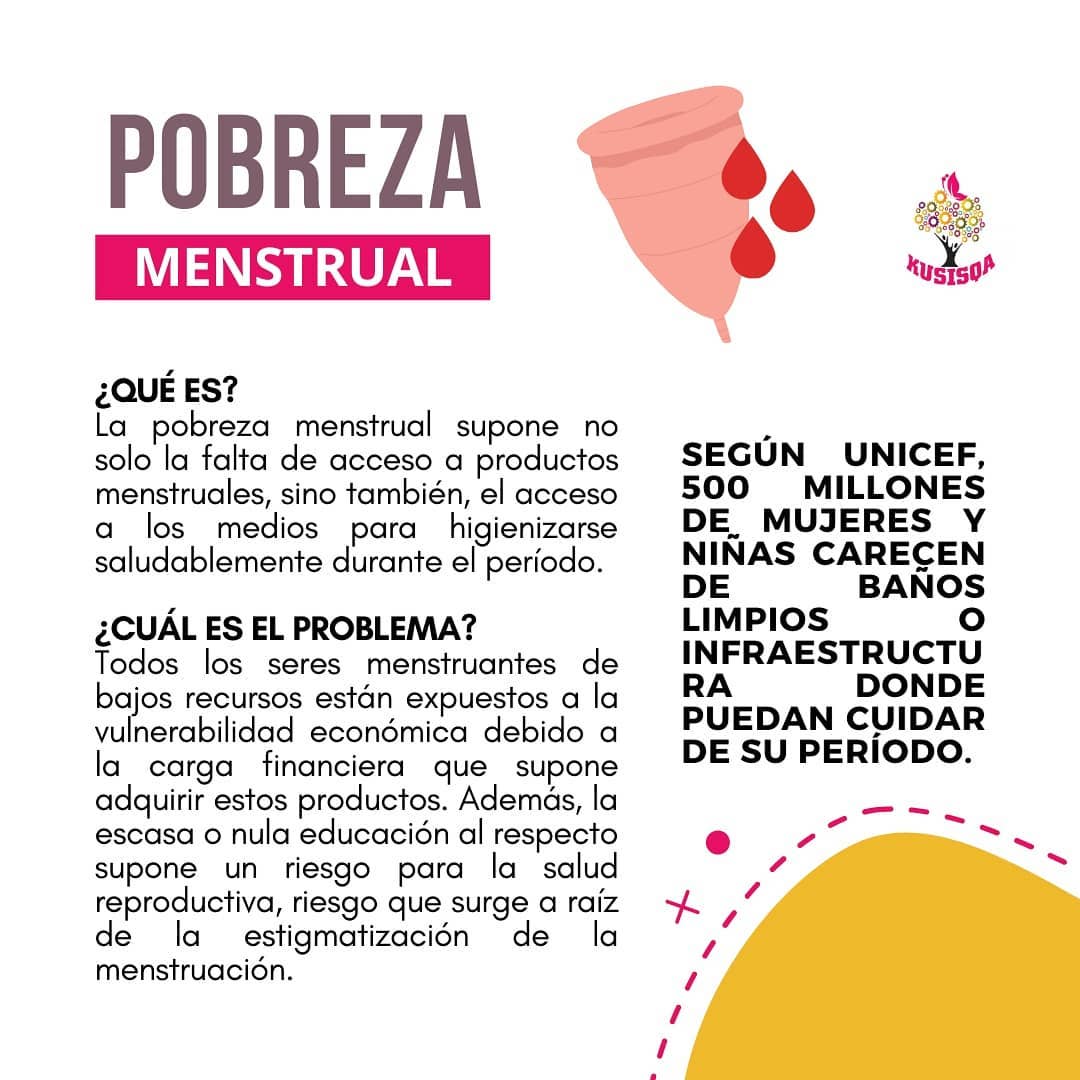 POBREZA
MENSTRUAL
KUSISQA
¿QUÉ ES?
La pobreza menstrual supone no
solo la falta de acceso a productos
menstruales, sino también, el acceso
a los medios para higienizarse
saludablemente durante el período.
¿CUÁL ES EL PROBLEMA?
Todos los seres menstruantes de
bajos recursos están expuestos a la
vulnerabilidad económica debido a
la carga financiera que supone
adquirir estos productos. Además, la
escasa o nula educación al respecto
supone un riesgo para la salud
reproductiva, riesgo que surge a raíz
de la estigmatización de la
menstruación.
SEGÚN UNICEF,
500 MILLONES
DE MUJERES Y
NIÑAS CARECEN
DE BAÑOS
LIMPIOS O
INFRAESTRUCTU
RA DONDE
PUEDAN CUIDAR
DE SU PERÍODO.